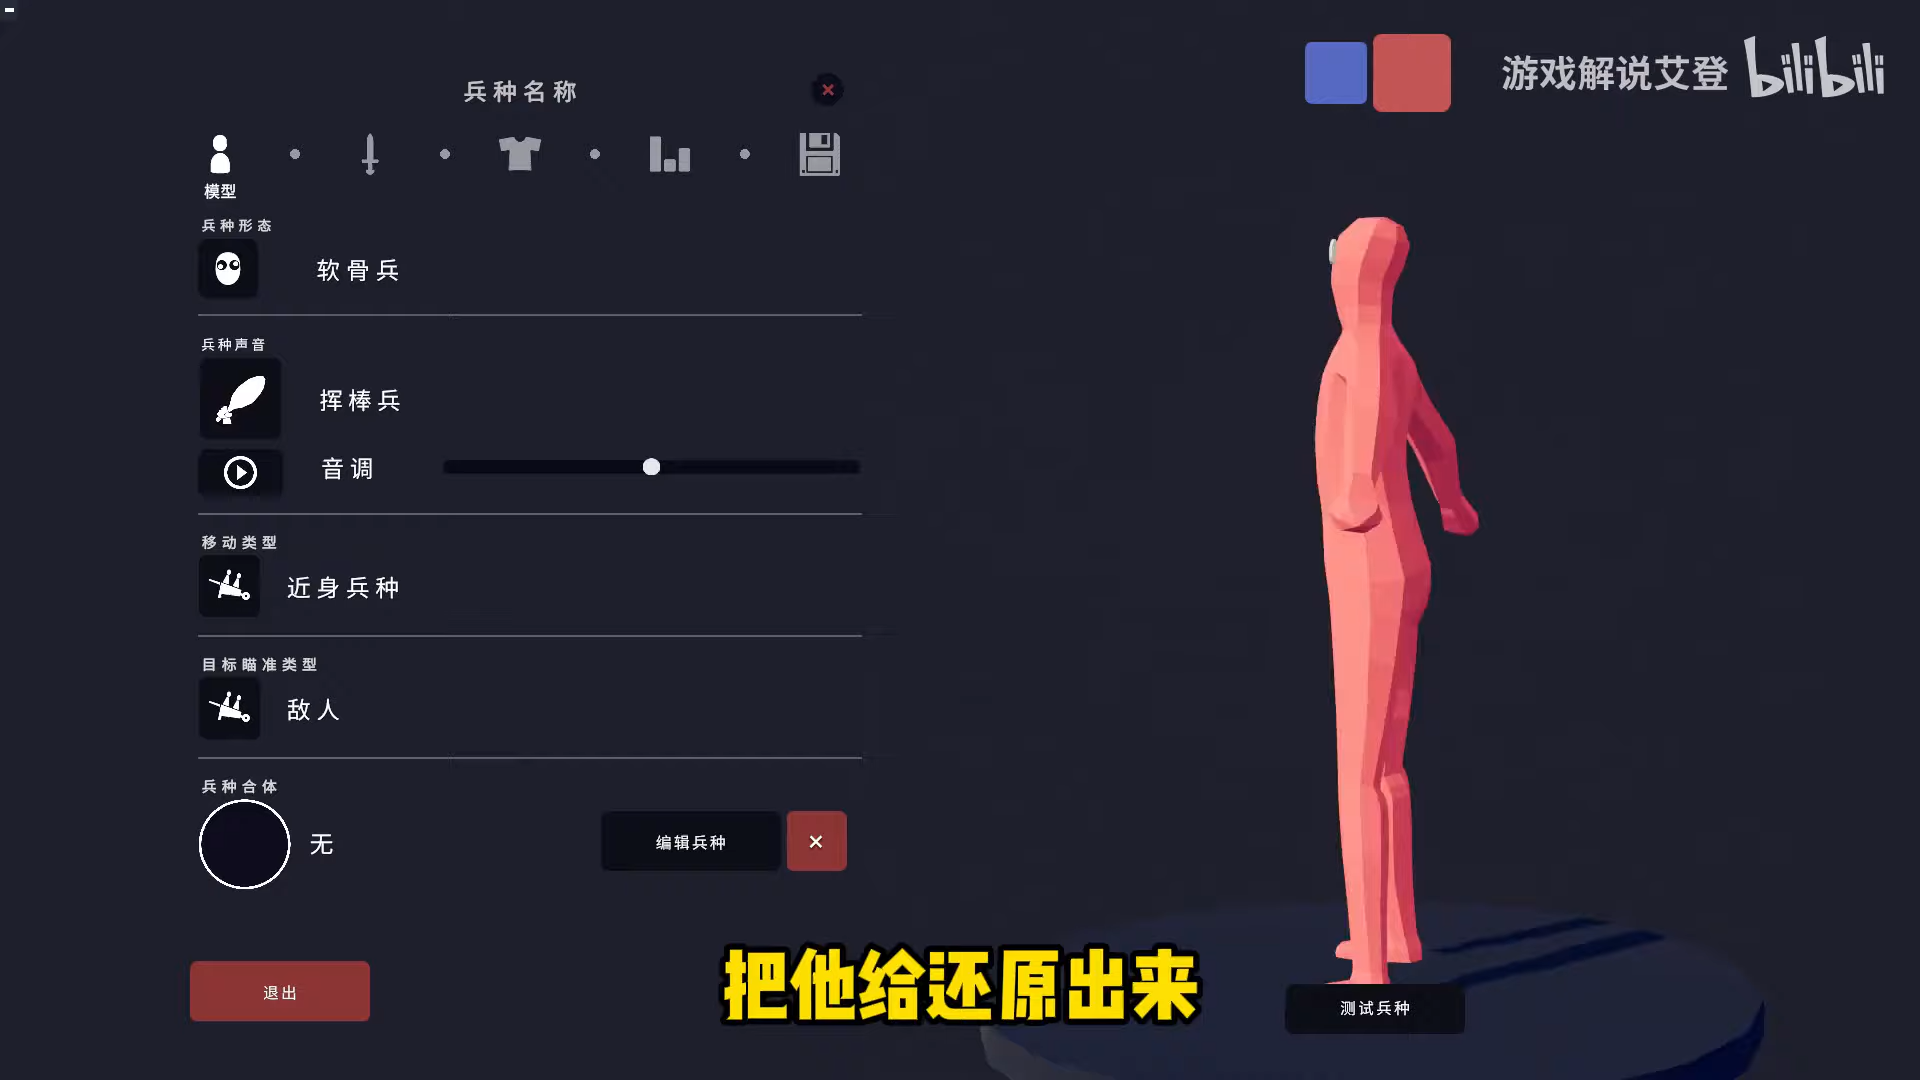 兵种名称
游戏解说艾登 bilibili
模型
兵种形态
软骨兵
兵种声音
挥棒兵
音调
移动类型
近身兵种
目标瞄准类型
敌人
兵种合体
无
编辑兵种
退出
把他给还原出来
测试兵种